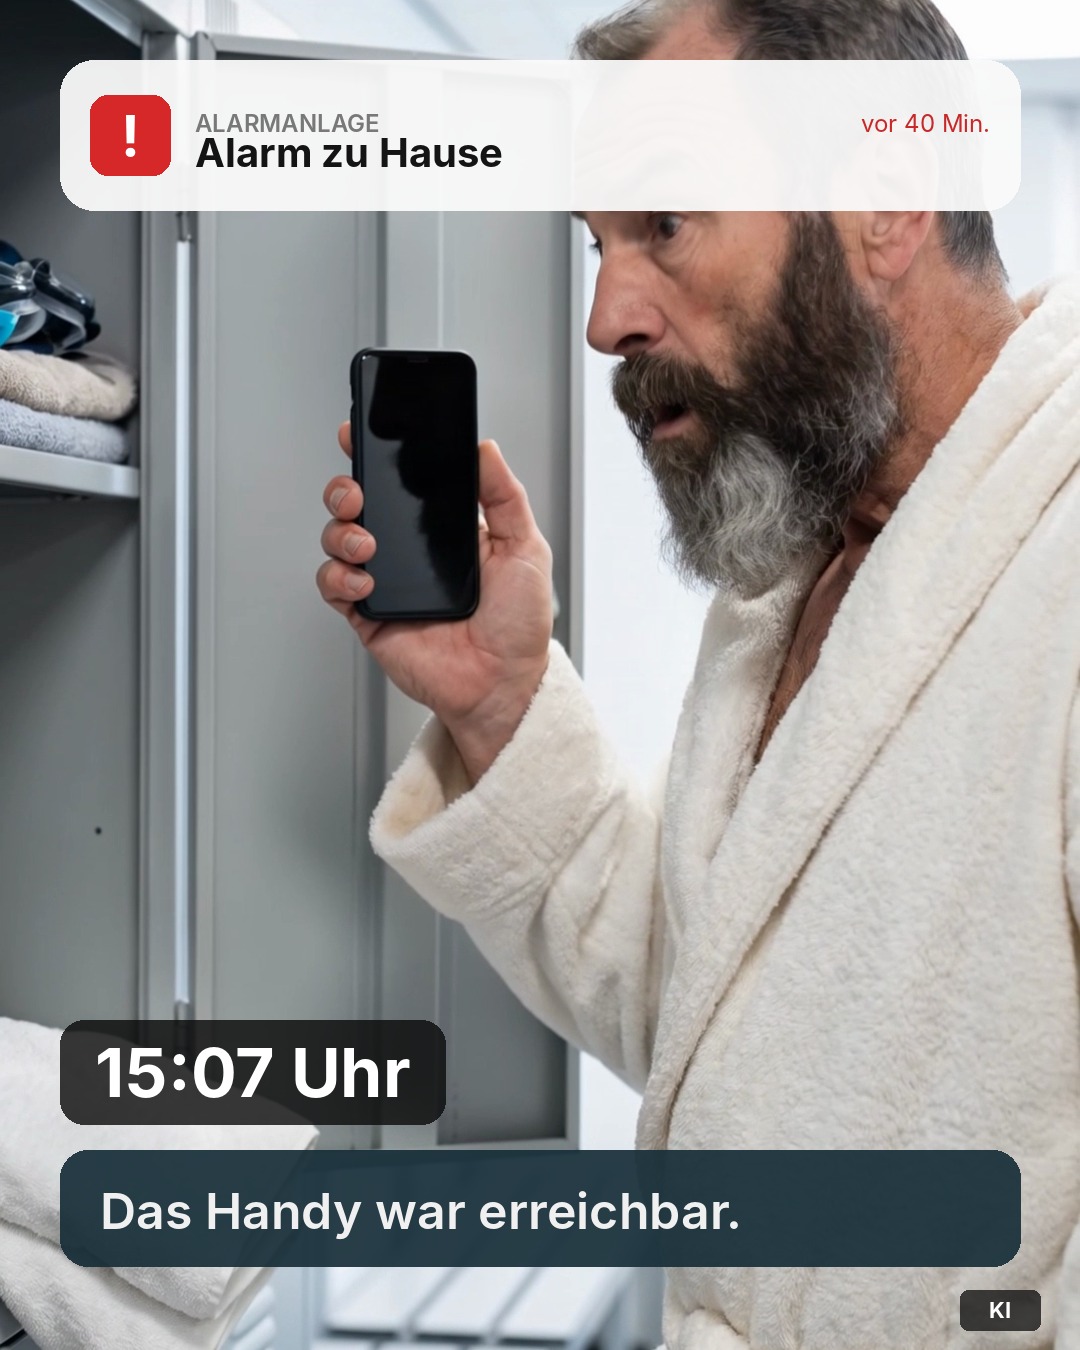 !
ALARMANLAGE
vor 40 Min.
Alarm zu Hause
15:07 Uhr
Das Handy war erreichbar.
KI